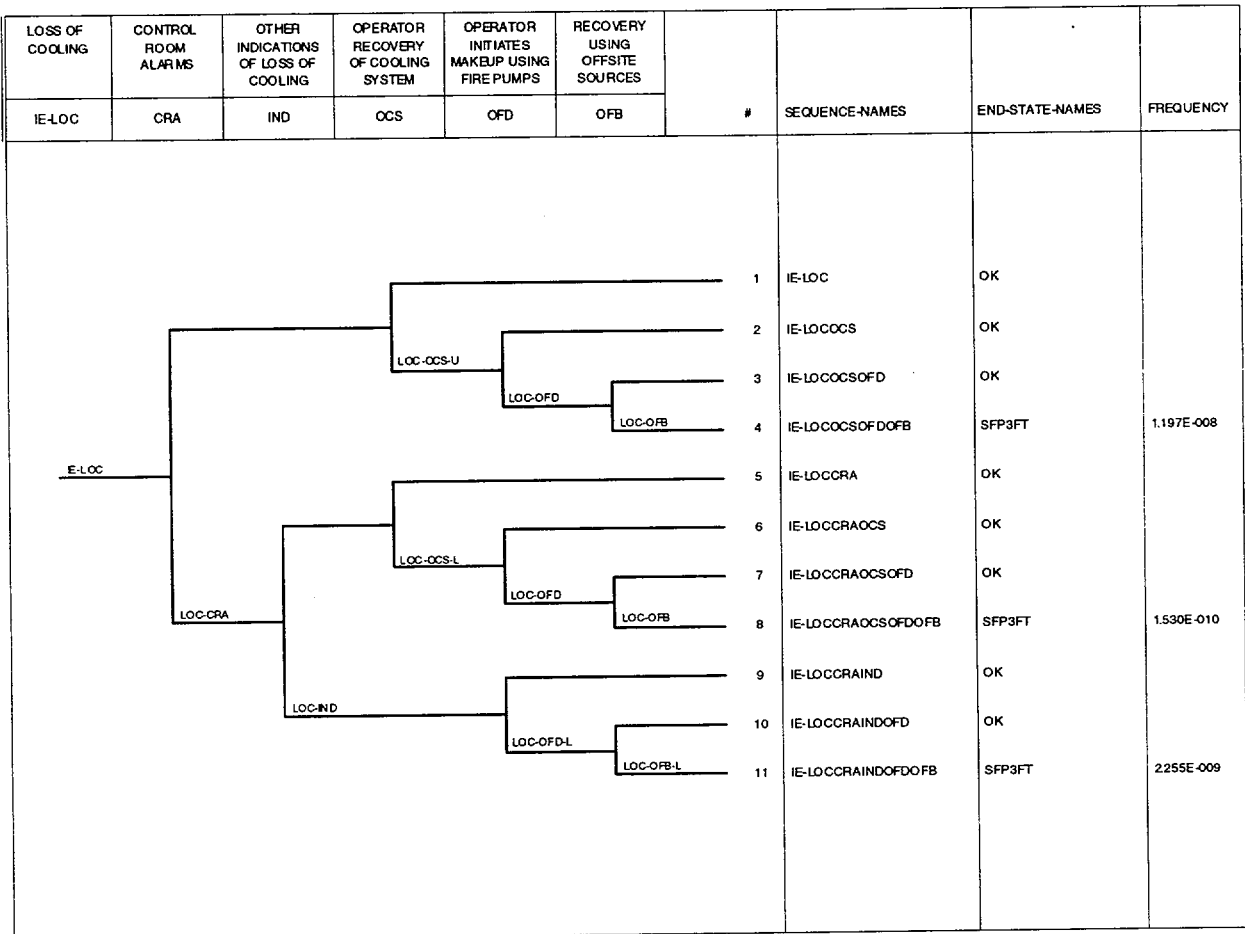 LOSS OF
COOLING
CONTROL
ROOM
ALARMS
OTHER
INDICATIONS
OF LOSS OF
COOLING
OPERATOR
RECOVERY
OF COOLING
SYSTEM
OPERATOR
INITIATES
MAKEUP USING
FIRE PUMPS
RECOVERY
USING
OFFSITE
SOURCES
IE-LOC CRA IND OCS OFD OFB # SEQUENCE-NAMES END-STATE-NAMES FREQUENCY
1 IE-LOC OK
2 IE-LOCOCS OK
LOC-OCS-U
3 IE-LOCOCSOFD OK
LOC-OFD
LOC-OFB
4 IE-LOCOCSOFDOFB SFP3FT 1.197E-008
IE-LOC
5 IE-LOCCRA OK
6 IE-LOCCRAOCS OK
LOC-OCS-L
7 IE-LOCCRAOCSOFD OK
LOC-OFD
LOC-CRA
LOC-OFB
8 IE-LOCCRAOCSOFDOFB SFP3FT 1.530E-010
9 IE-LOCCRAIND OK
LOC-IND
10 IE-LOCCRAINDOFD OK
LOC-OFD-L
LOC-OFB-L
11 IE-LOCCRAINDOFDOFB SFP3FT 2.255E-009